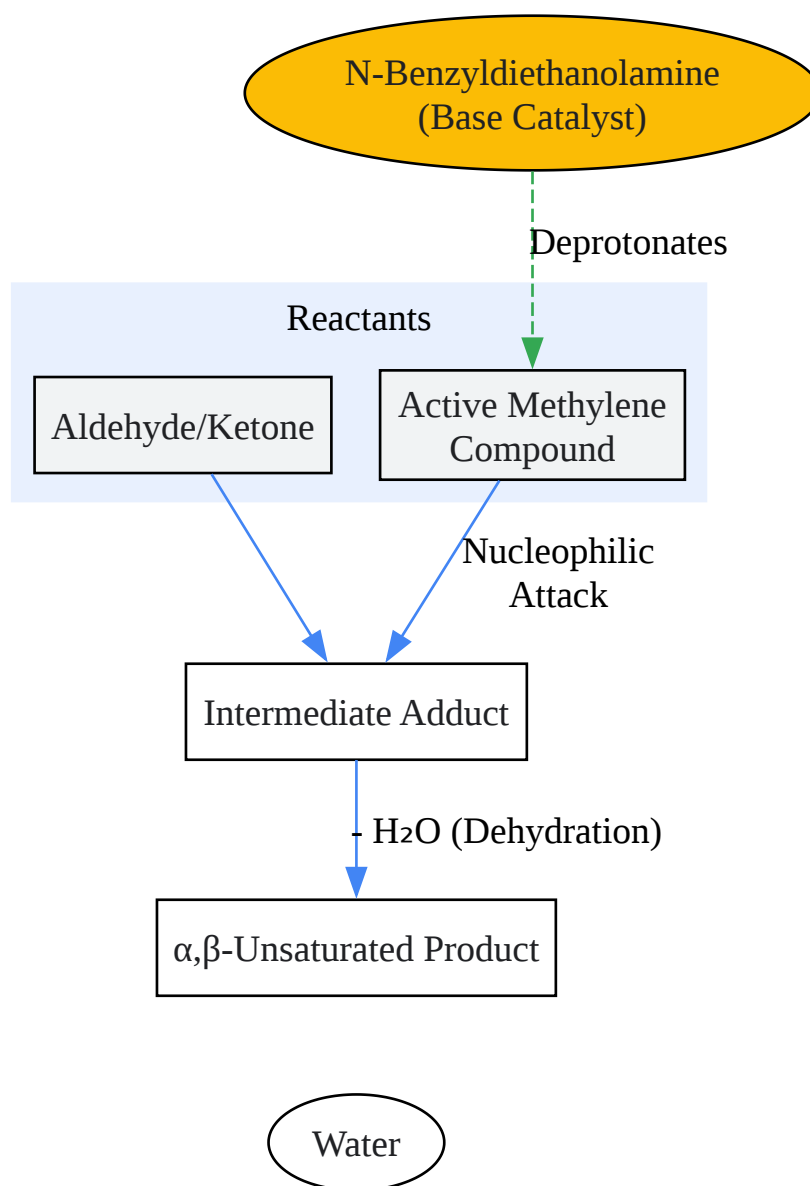 N-Benzyldiethanolamine
(Base Catalyst)
Deprotonates
Reactants
Aldehyde/Ketone
Active Methylene
Compound
Nucleophilic
Attack
Intermediate Adduct
- H₂O (Dehydration)
α,β-Unsaturated Product
Water